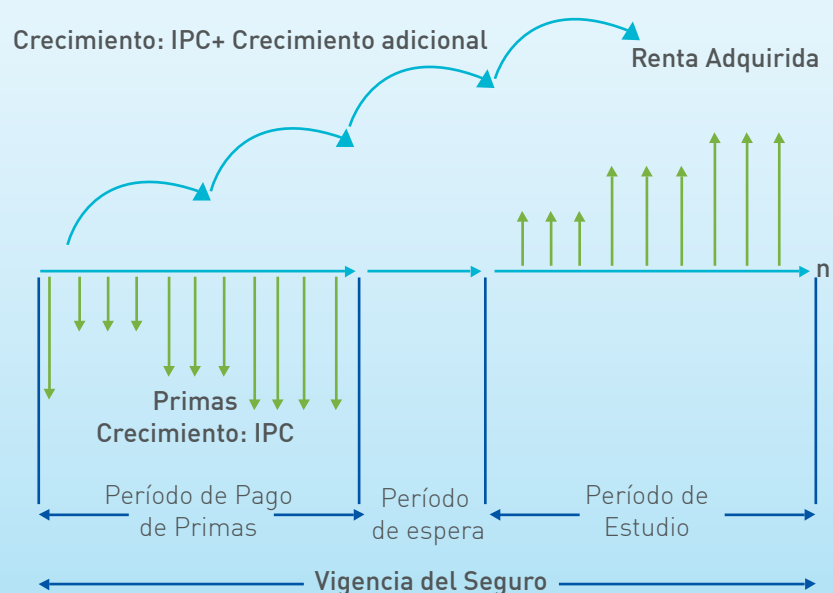 Crecimiento: IPC+ Crecimiento adicional
Renta Adquirida
n
Primas
Crecimiento: IPC
Período de Pago
de Primas
Período
de espera
Período de
Estudio
Vigencia del Seguro